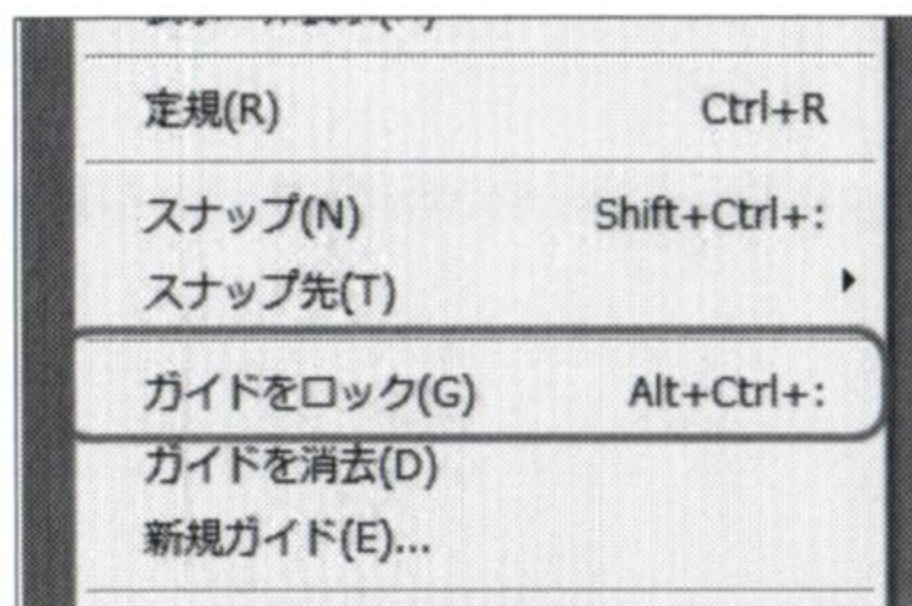 定規(R) Ctrl+R
スナップ(N) Shift+Ctrl+:
スナップ先(T)
ガイドをロック(G) Alt+Ctrl+:
ガイドを消去(D)
新規ガイド(E)...